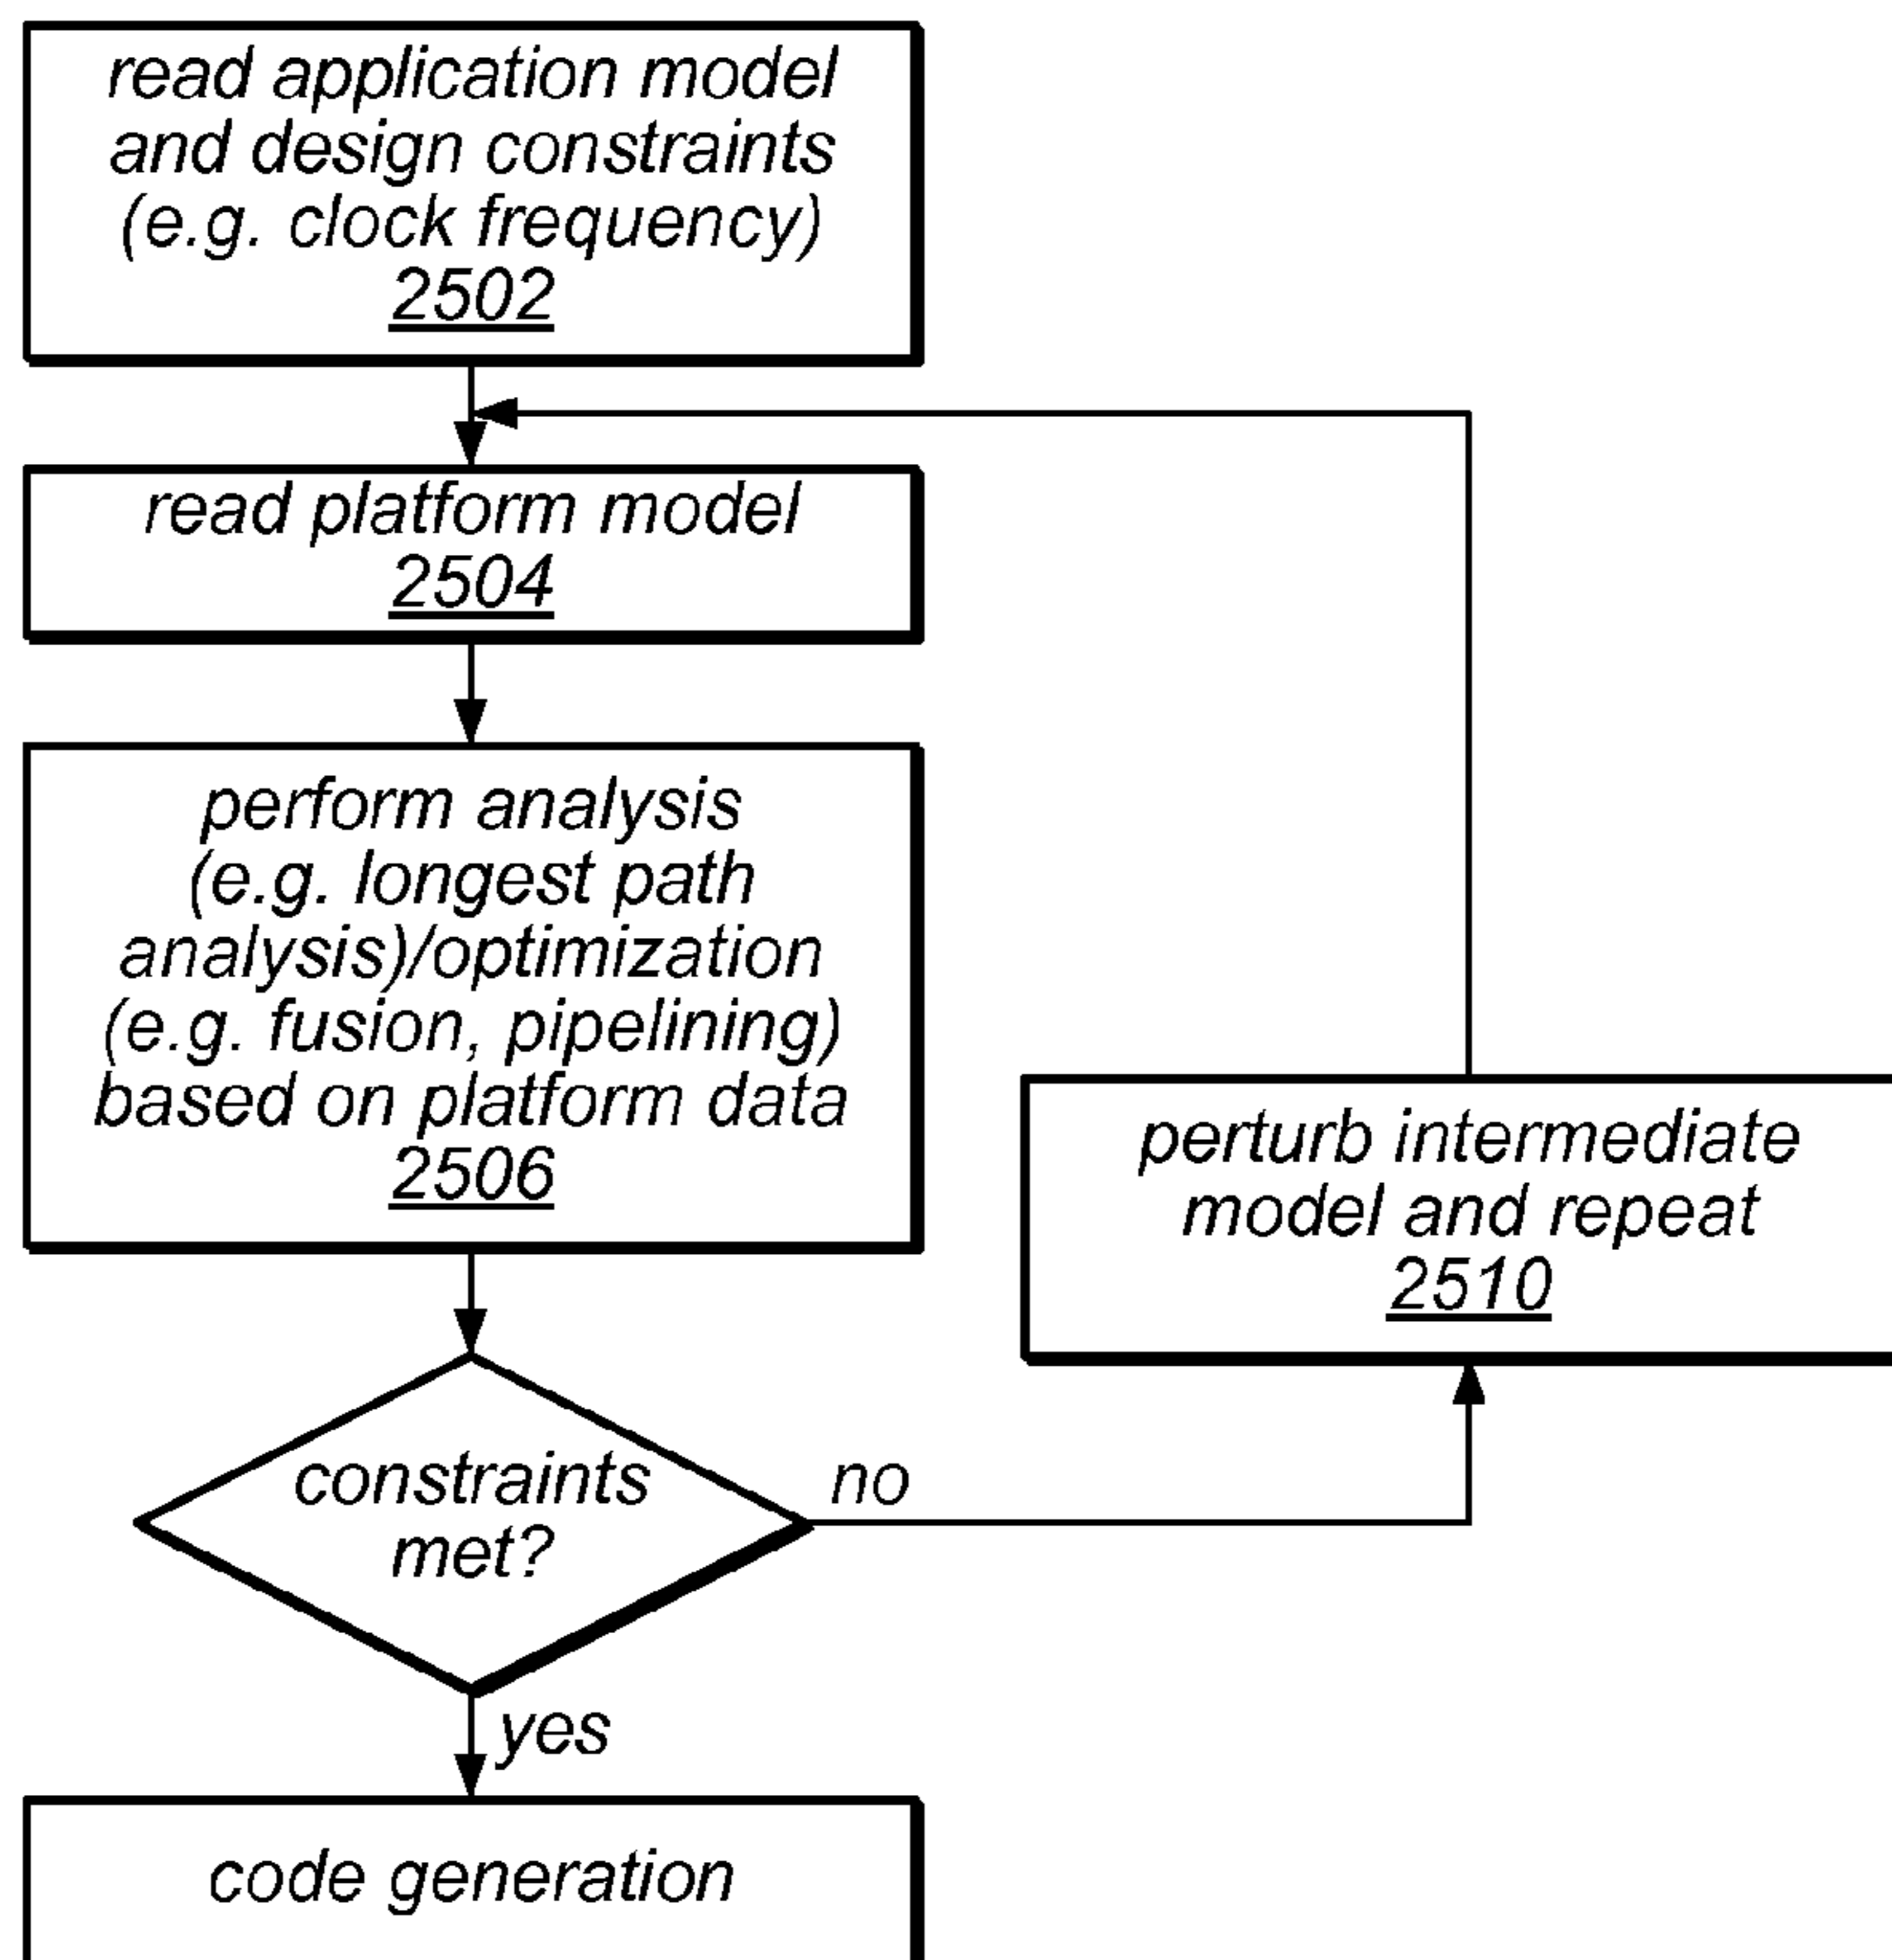 read application model
and design constraints
(e.g. clock frequency)
2502
read platform model
2504
perform analysis
(e.g. longest path
analysis)/optimization
(e.g. fusion, pipelining)
based on platform data
2506
perturb intermediate
model and repeat
2510
constraints
met?
no
yes
code generation